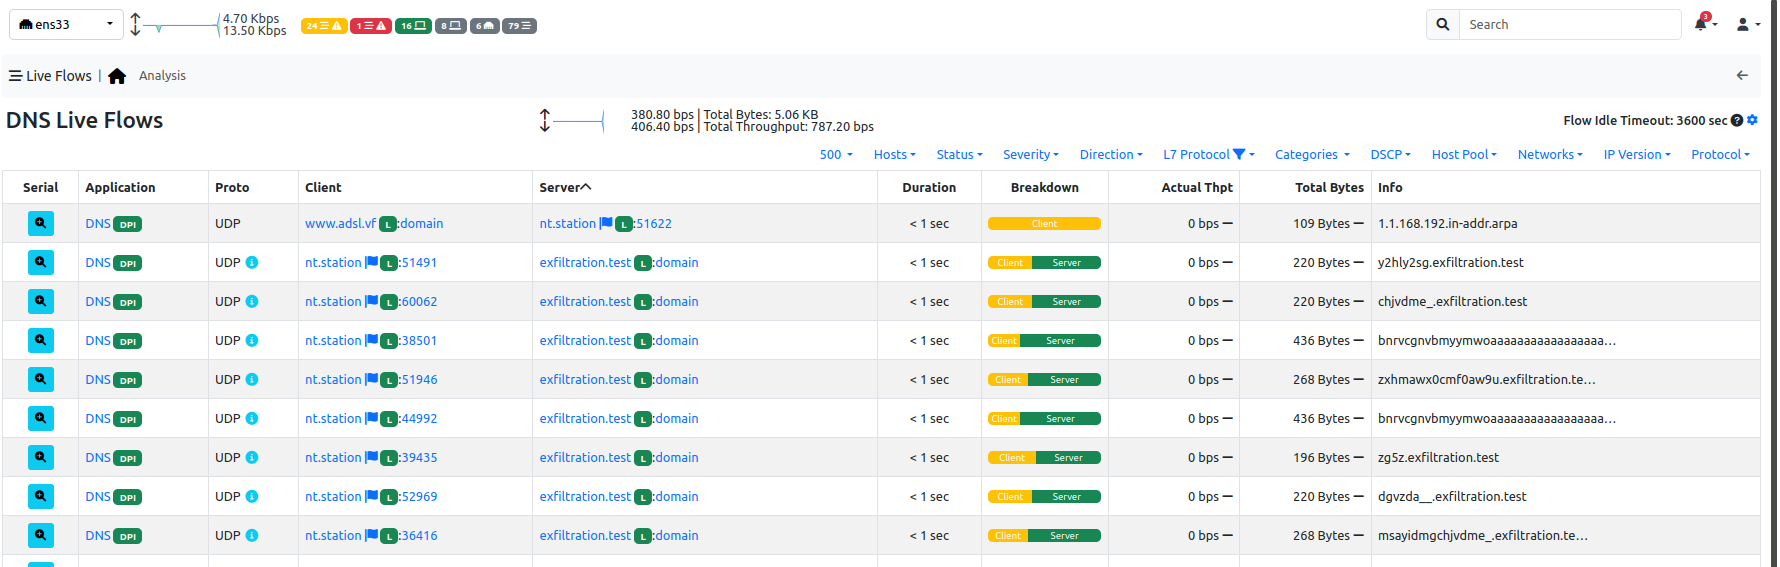 ens33
4.70 Kbps
13.50 Kbps
24 1 16 8 6 79
Search
3
Live Flows | Analysis
DNS Live Flows
380.80 bps | Total Bytes: 5.06 KB
406.40 bps | Total Throughput: 787.20 bps
Flow Idle Timeout: 3600 sec
500 Hosts Status Severity Direction L7 Protocol Categories DSCP Host Pool Networks IP Version Protocol
Serial Application Proto Client Server Duration Breakdown Actual Thpt Total Bytes Info
DNS DPI UDP www.adsl.vf L :domain nt.station L :51622 < 1 sec Client 0 bps — 109 Bytes — 1.1.168.192.in-addr.arpa
DNS DPI UDP nt.station L :51491 exfiltration.test L :domain < 1 sec Client Server 0 bps — 220 Bytes — y2hly2sg.exfiltration.test
DNS DPI UDP nt.station L :60062 exfiltration.test L :domain < 1 sec Client Server 0 bps — 220 Bytes — chjvdme_.exfiltration.test
DNS DPI UDP nt.station L :38501 exfiltration.test L :domain < 1 sec Client Server 0 bps — 436 Bytes — bnrvcgnvbmyymwoaaaaaaaaaaaaaaaaa...
DNS DPI UDP nt.station L :51946 exfiltration.test L :domain < 1 sec Client Server 0 bps — 268 Bytes — zxhmawx0cmf0aw9u.exfiltration.te...
DNS DPI UDP nt.station L :44992 exfiltration.test L :domain < 1 sec Client Server 0 bps — 436 Bytes — bnrvcgnvbmyymwoaaaaaaaaaaaaaaaaa...
DNS DPI UDP nt.station L :39435 exfiltration.test L :domain < 1 sec Client Server 0 bps — 196 Bytes — zg5z.exfiltration.test
DNS DPI UDP nt.station L :52969 exfiltration.test L :domain < 1 sec Client Server 0 bps — 220 Bytes — dgvzda__.exfiltration.test
DNS DPI UDP nt.station L :36416 exfiltration.test L :domain < 1 sec Client Server 0 bps — 268 Bytes — msayidmgchjvdme_.exfiltration.te...